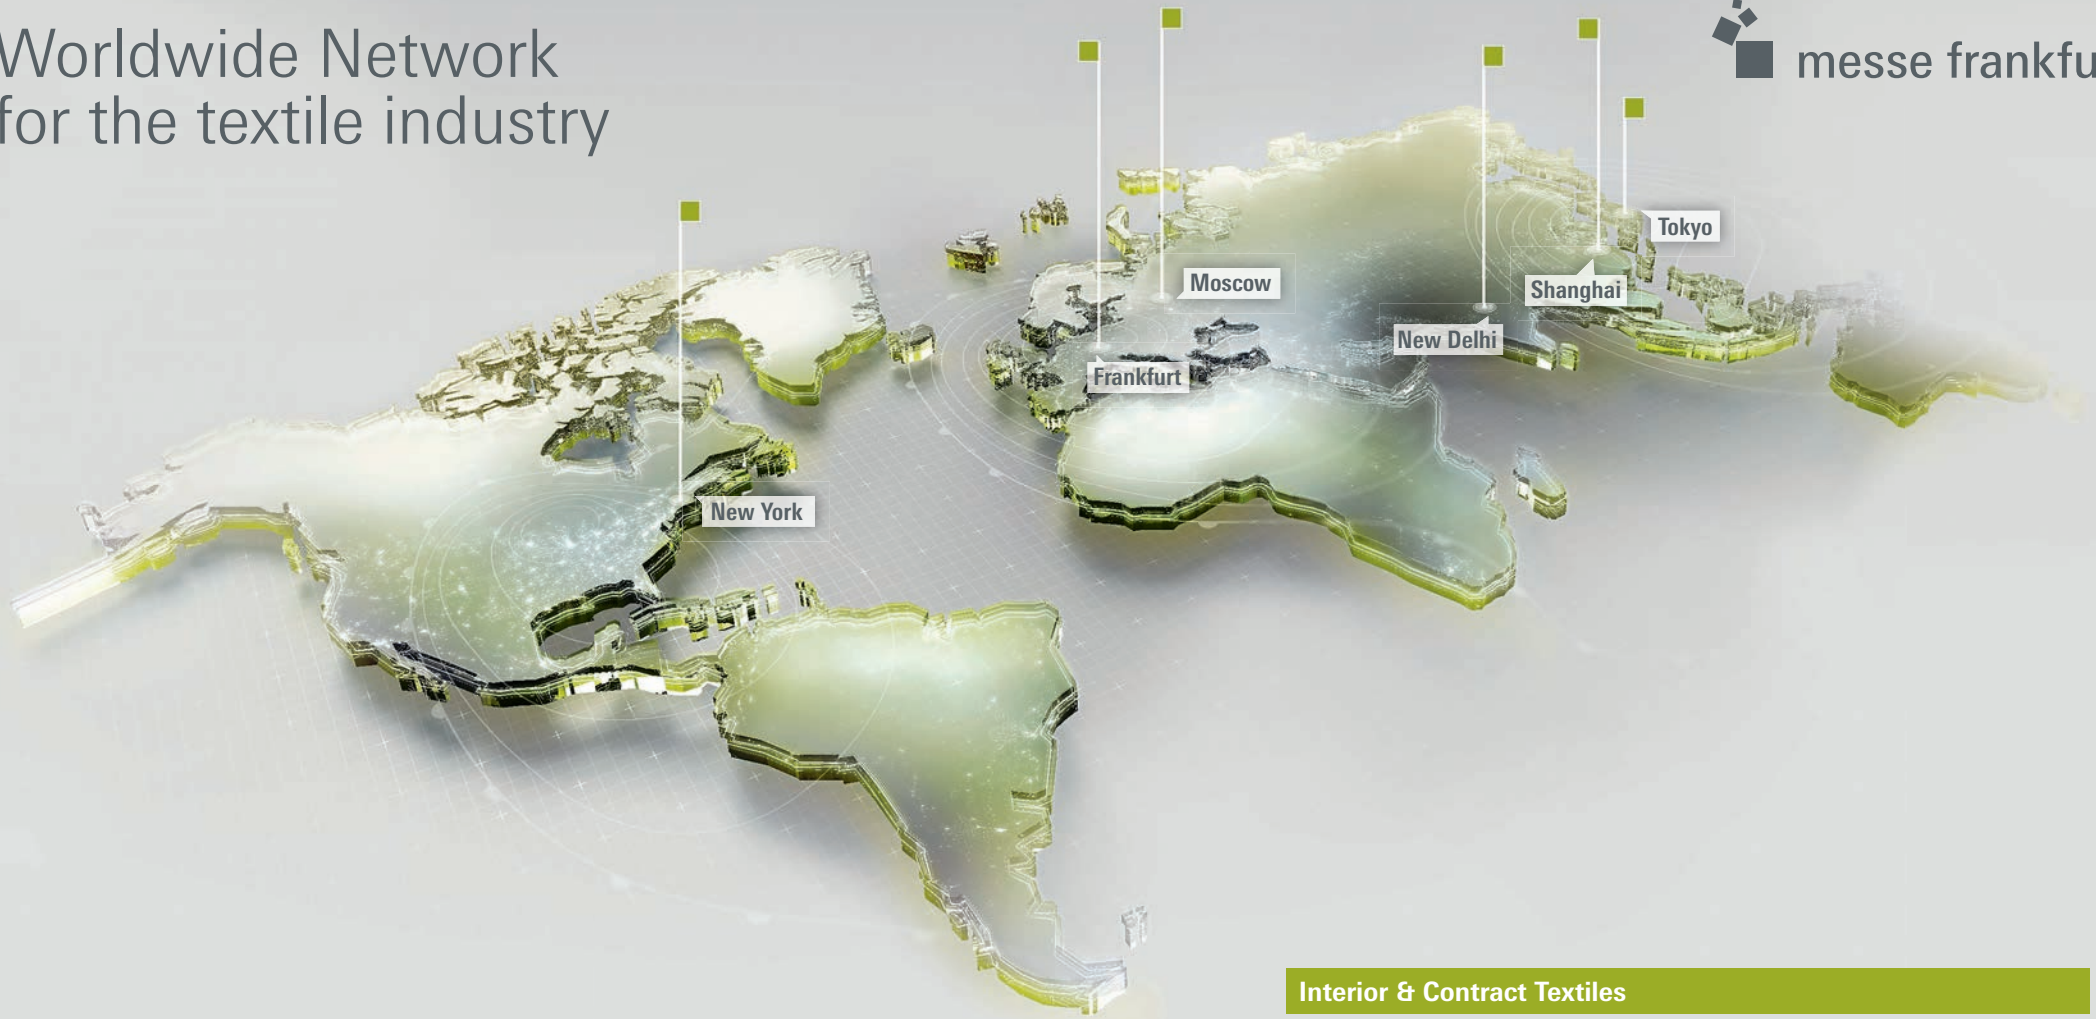 Worldwide Network
for the textile industry
messe frankfu
Tokyo
Moscow
Shanghai
New Delhi
Frankfurt
New York
Interior & Contract Textiles